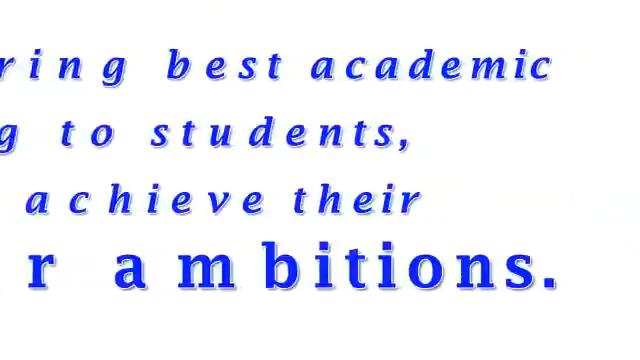 ring best academic
g to students,
achieve their
r ambitions.